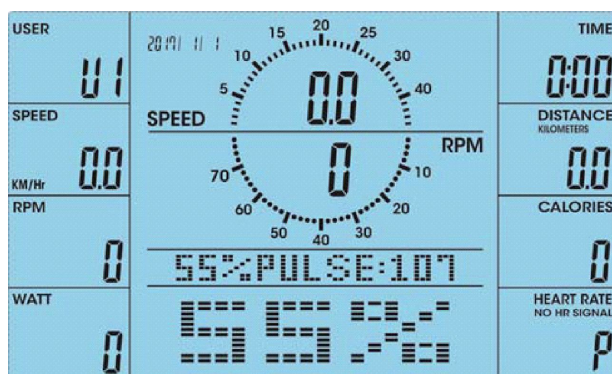 USER
U1
SPEED
KM/Hr 0.0
RPM
0
WATT
0
2017/ 1/ 1
5 10 15 20 25 30 40
0.0
SPEED
RPM
0
10 20 30 40 50 60 70
55%PULSE:107
55%
TIME
0:00
DISTANCE
KILOMETERS
0.0
CALORIES
0
HEART RATE
NO HR SIGNAL
P